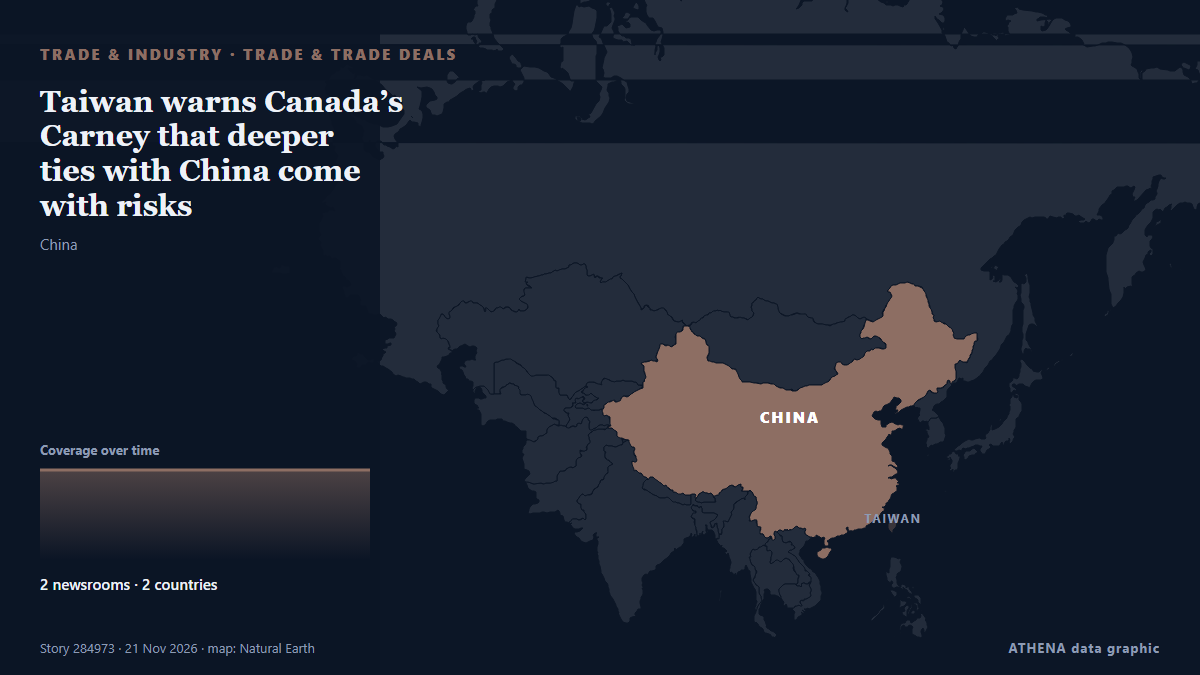 TRADE & INDUSTRY · TRADE & TRADE DEALS
Taiwan warns Canada’s
Carney that deeper
ties with China come
with risks
China
CHINA
TAIWAN
Coverage over time
2 newsrooms · 2 countries
Story 284973 · 21 Nov 2026 · map: Natural Earth
ATHENA data graphic